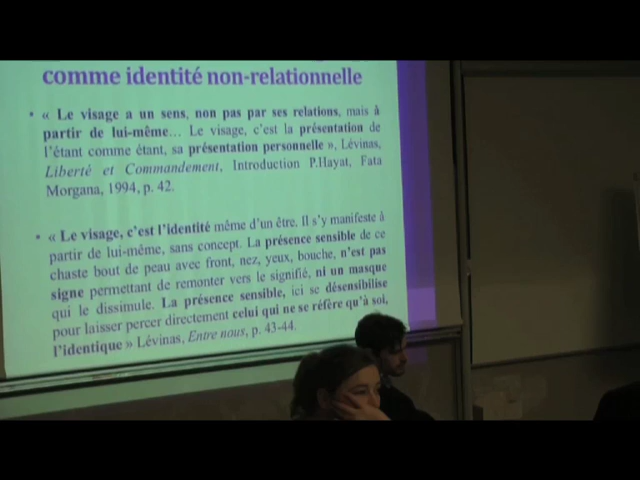 comme identité non-relationnelle
• « Le visage a un sens, non pas par ses relations, mais à
partir de lui-même… Le visage, c'est la présentation de
l'étant comme étant, sa présentation personnelle », Lévinas,
Liberté et Commandement, Introduction P.Hayat, Fata
Morgana, 1994, p. 42.
• « Le visage, c'est l'identité même d'un être. Il s'y manifeste à
partir de lui-même, sans concept. La présence sensible de ce
chaste bout de peau avec front, nez, yeux, bouche, n'est pas
signe permettant de remonter vers le signifié, ni un masque
qui le dissimule. La présence sensible, ici se désensibilise
pour laisser percer directement celui qui ne se réfère qu'à soi,
l'identique » Lévinas, Entre nous, p. 43-44.